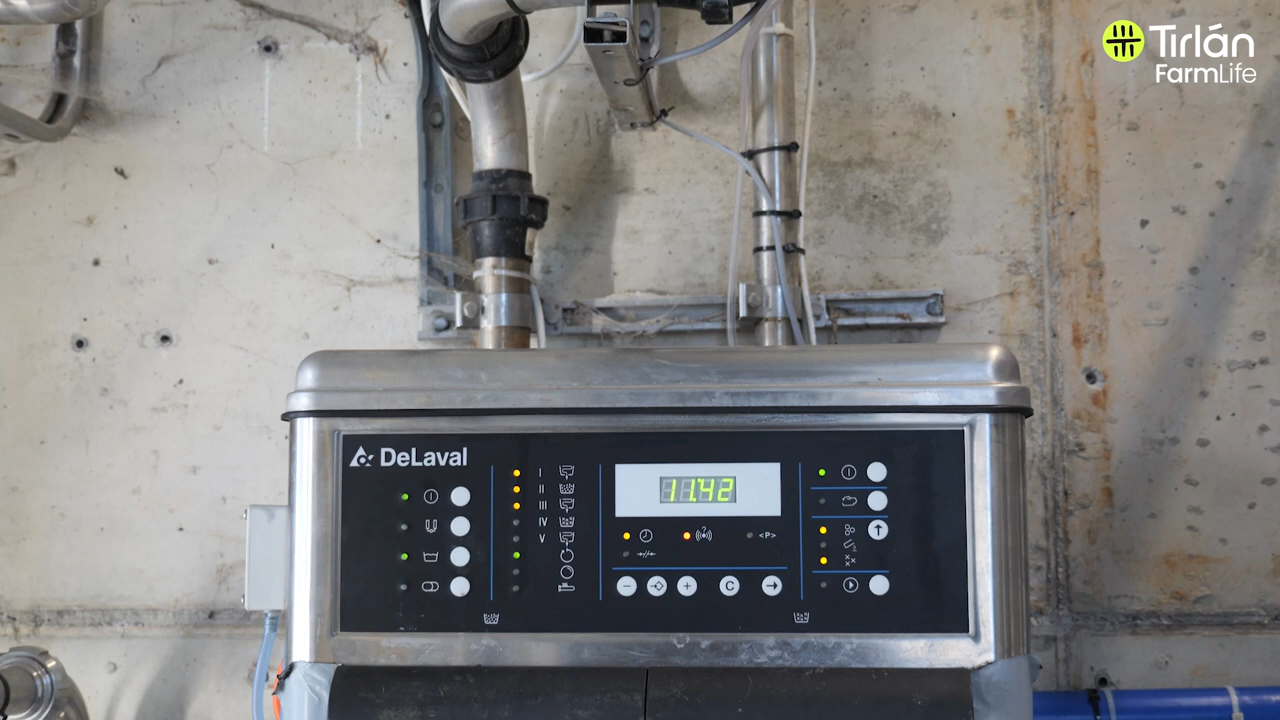 Tirlán
FarmLife
DeLaval
I
II
III
IV
V
11.42
<P>
C